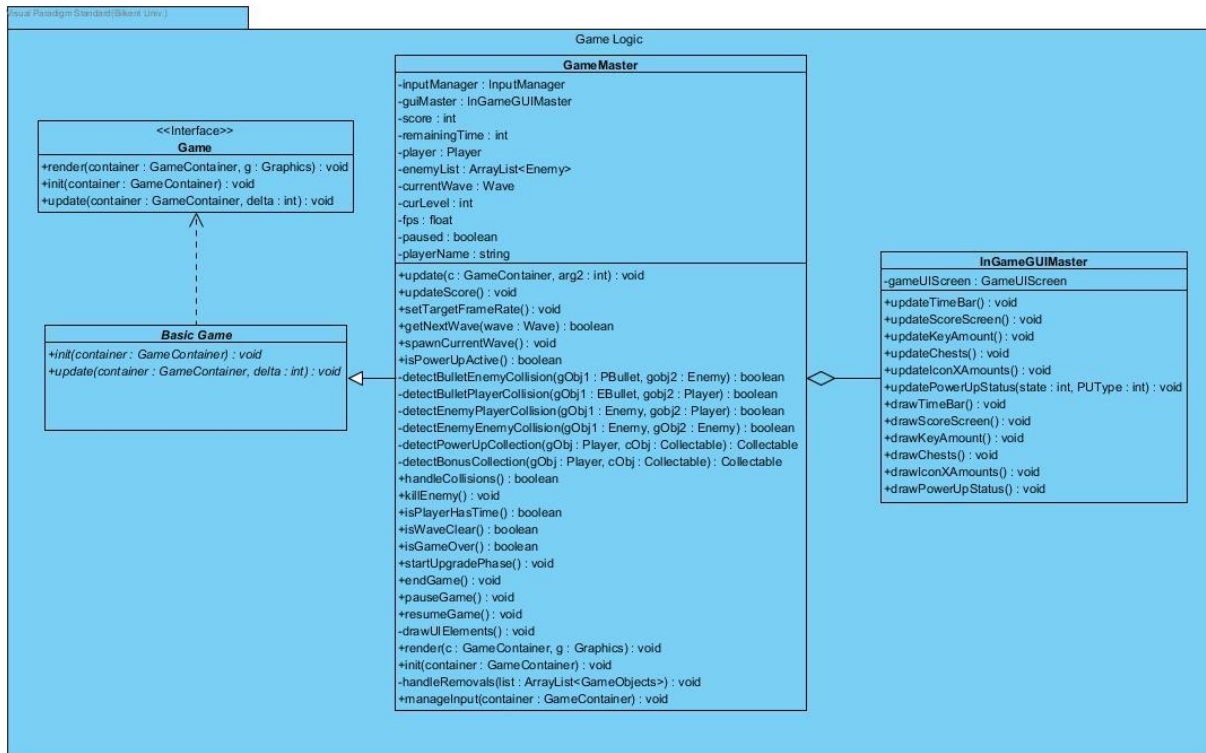 Visual Paradigm Standard(Bilkent Univ.)
Game Logic
<<Interface>>
Game
+render(container : GameContainer, g : Graphics) : void
+init(container : GameContainer) : void
+update(container : GameContainer, delta : int) : void
Basic Game
+init(container : GameContainer) : void
+update(container : GameContainer, delta : int) : void
GameMaster
-inputManager : InputManager
-guiMaster : InGameGUIMaster
-score : int
-remainingTime : int
-player : Player
-enemyList : ArrayList<Enemy>
-currentWave : Wave
-curLevel : int
-fps : float
-paused : boolean
-playerName : string
+update(c : GameContainer, arg2 : int) : void
+updateScore() : void
+setTargetFrameRate() : void
+getNextWave(wave : Wave) : boolean
+spawnCurrentWave() : void
+isPowerUpActive() : boolean
-detectBulletEnemyCollision(gObj1 : PBullet, gobj2 : Enemy) : boolean
-detectBulletPlayerCollision(gObj1 : EBullet, gobj2 : Player) : boolean
-detectEnemyPlayerCollision(gObj1 : Enemy, gobj2 : Player) : boolean
-detectEnemyEnemyCollision(gObj1 : Enemy, gObj2 : Enemy) : boolean
-detectPowerUpCollection(gObj : Player, cObj : Collectable) : Collectable
-detectBonusCollection(gObj : Player, cObj : Collectable) : Collectable
+handleCollisions() : boolean
+killEnemy() : void
+isPlayerHasTime() : boolean
+isWaveClear() : boolean
+isGameOver() : boolean
+startUpgradePhase() : void
+endGame() : void
+pauseGame() : void
+resumeGame() : void
-drawUIElements() : void
+render(c : GameContainer, g : Graphics) : void
+init(container : GameContainer) : void
-handleRemovals(list : ArrayList<GameObjects>) : void
+manageInput(container : GameContainer) : void
InGameGUIMaster
-gameUIScreen : GameUIScreen
+updateTimeBar() : void
+updateScoreScreen() : void
+updateKeyAmount() : void
+updateChests() : void
+updateIconXAmounts() : void
+updatePowerUpStatus(state : int, PUType : int) : void
+drawTimeBar() : void
+drawScoreScreen() : void
+drawKeyAmount() : void
+drawChests() : void
+drawIconXAmounts() : void
+drawPowerUpStatus() : void